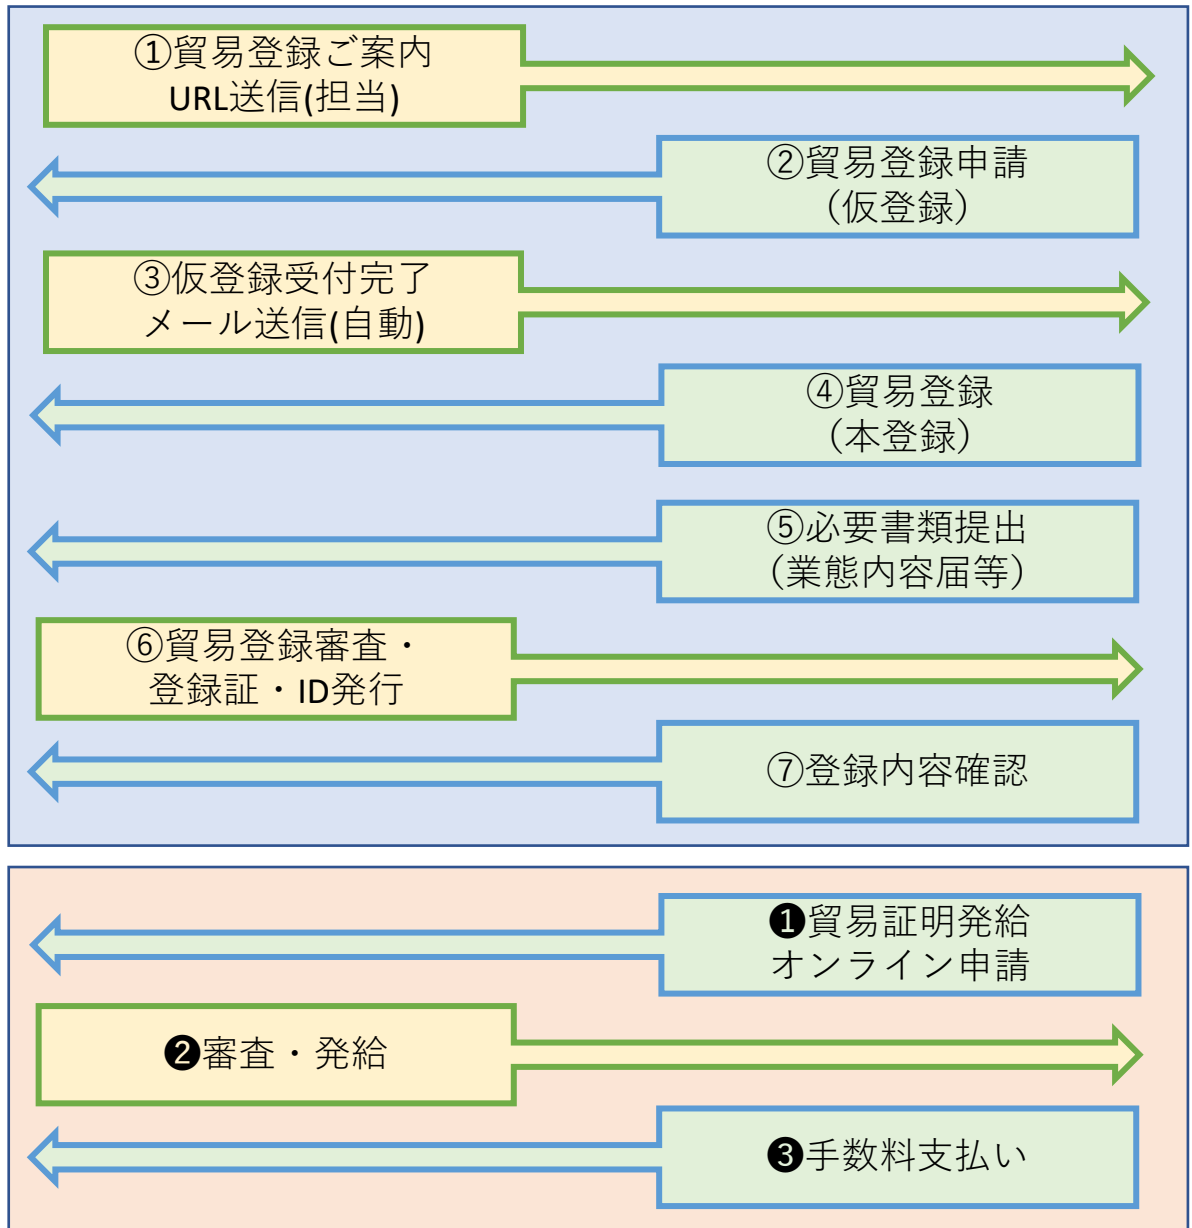 ①貿易登録ご案内
URL送信(担当)
②貿易登録申請
（仮登録）
③仮登録受付完了
メール送信(自動)
④貿易登録
（本登録）
⑤必要書類提出
（業態内容届等）
⑥貿易登録審査・
登録証・ID発行
⑦登録内容確認
❶貿易証明発給
オンライン申請
❷審査・発給
❸手数料支払い